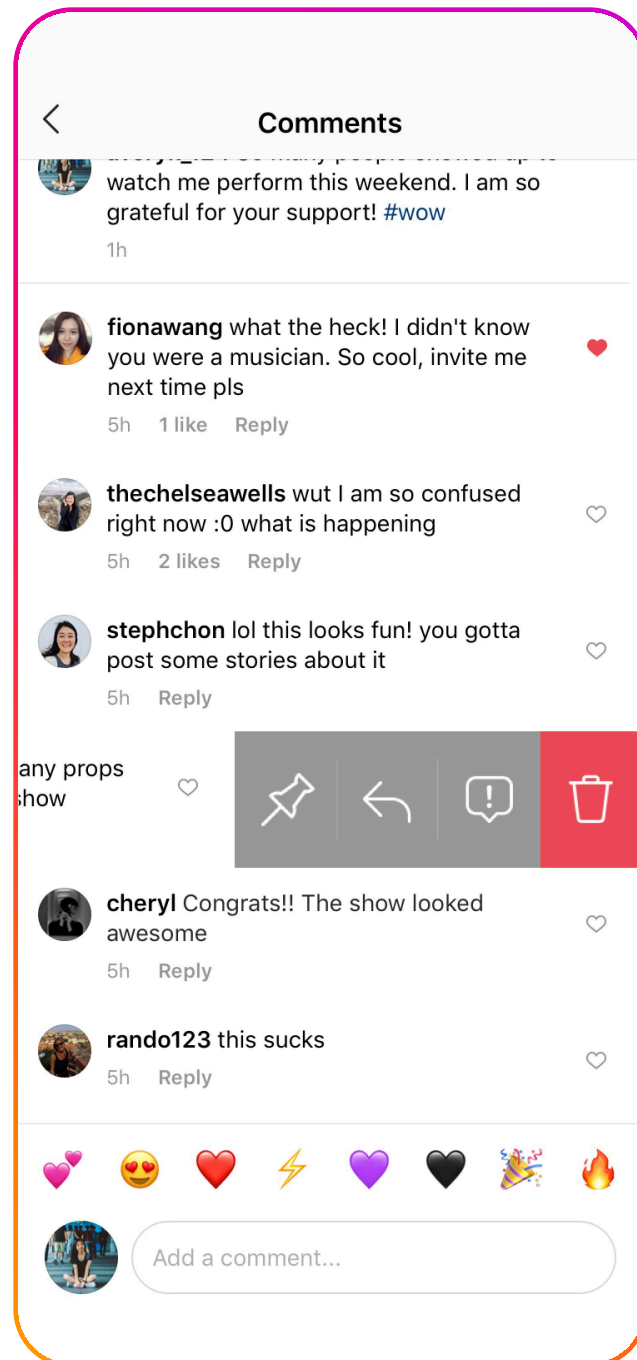 Comments
watch me perform this weekend. I am so
grateful for your support! #wow
1h
fionawang what the heck! I didn't know
you were a musician. So cool, invite me
next time pls
5h 1 like Reply
thechelseawells wut I am so confused
right now :0 what is happening
5h 2 likes Reply
stephchon lol this looks fun! you gotta
post some stories about it
5h Reply
any props
show
cheryl Congrats!! The show looked
awesome
5h Reply
rando123 this sucks
5h Reply
Add a comment...